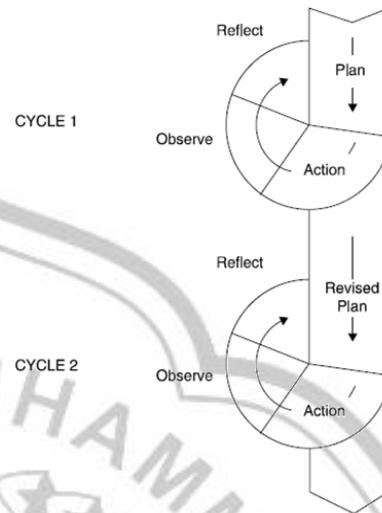 Reflect
Plan
CYCLE 1
Observe
Action
Reflect
Revised
Plan
CYCLE 2
Observe
Action